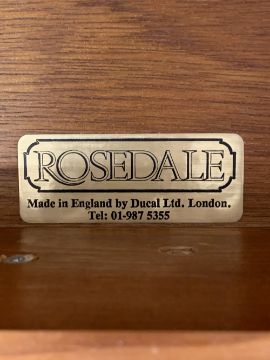 ROSEDALE
Made in England by Ducal Ltd. London.
Tel: 01-987 5355